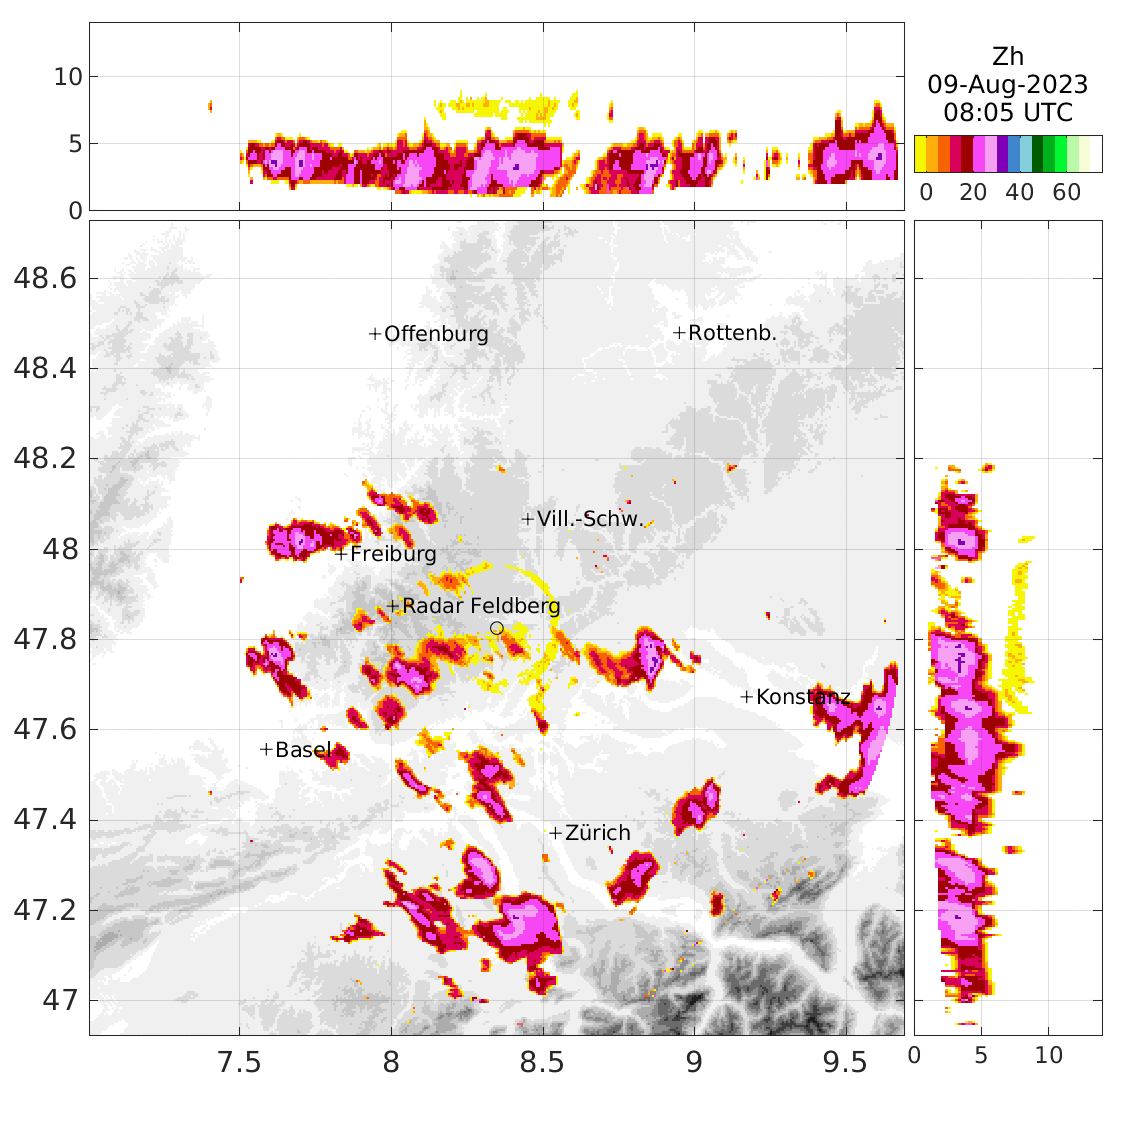 10
5
0
Zh
09-Aug-2023
08:05 UTC
0 20 40 60
48.6
48.4
48.2
48
47.8
47.6
47.4
47.2
47
+Offenburg
+Rottenb.
+Vill.-Schw.
+Freiburg
+Radar Feldberg
+Konstanz
+Basel
+Zürich
7.5 8 8.5 9 9.5
0 5 10